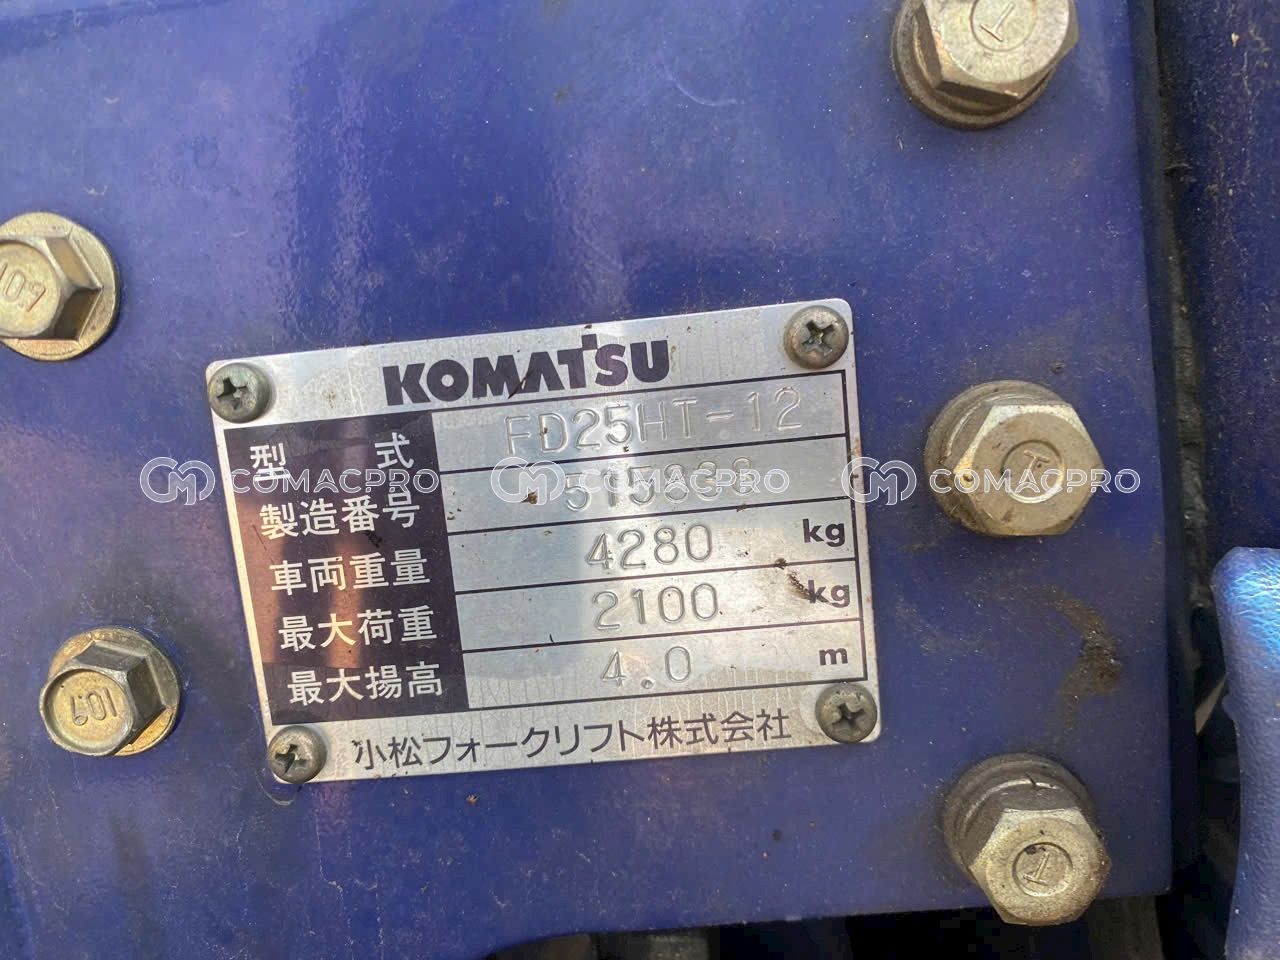 KOMATSU
型式 FD25HT-12
製造番号
車両重量 4280 kg
最大荷重 2100 kg
最大揚高 4.0 m
小松フォークリフト株式会社
COMACPRO COMACPRO COMACPRO
109
109